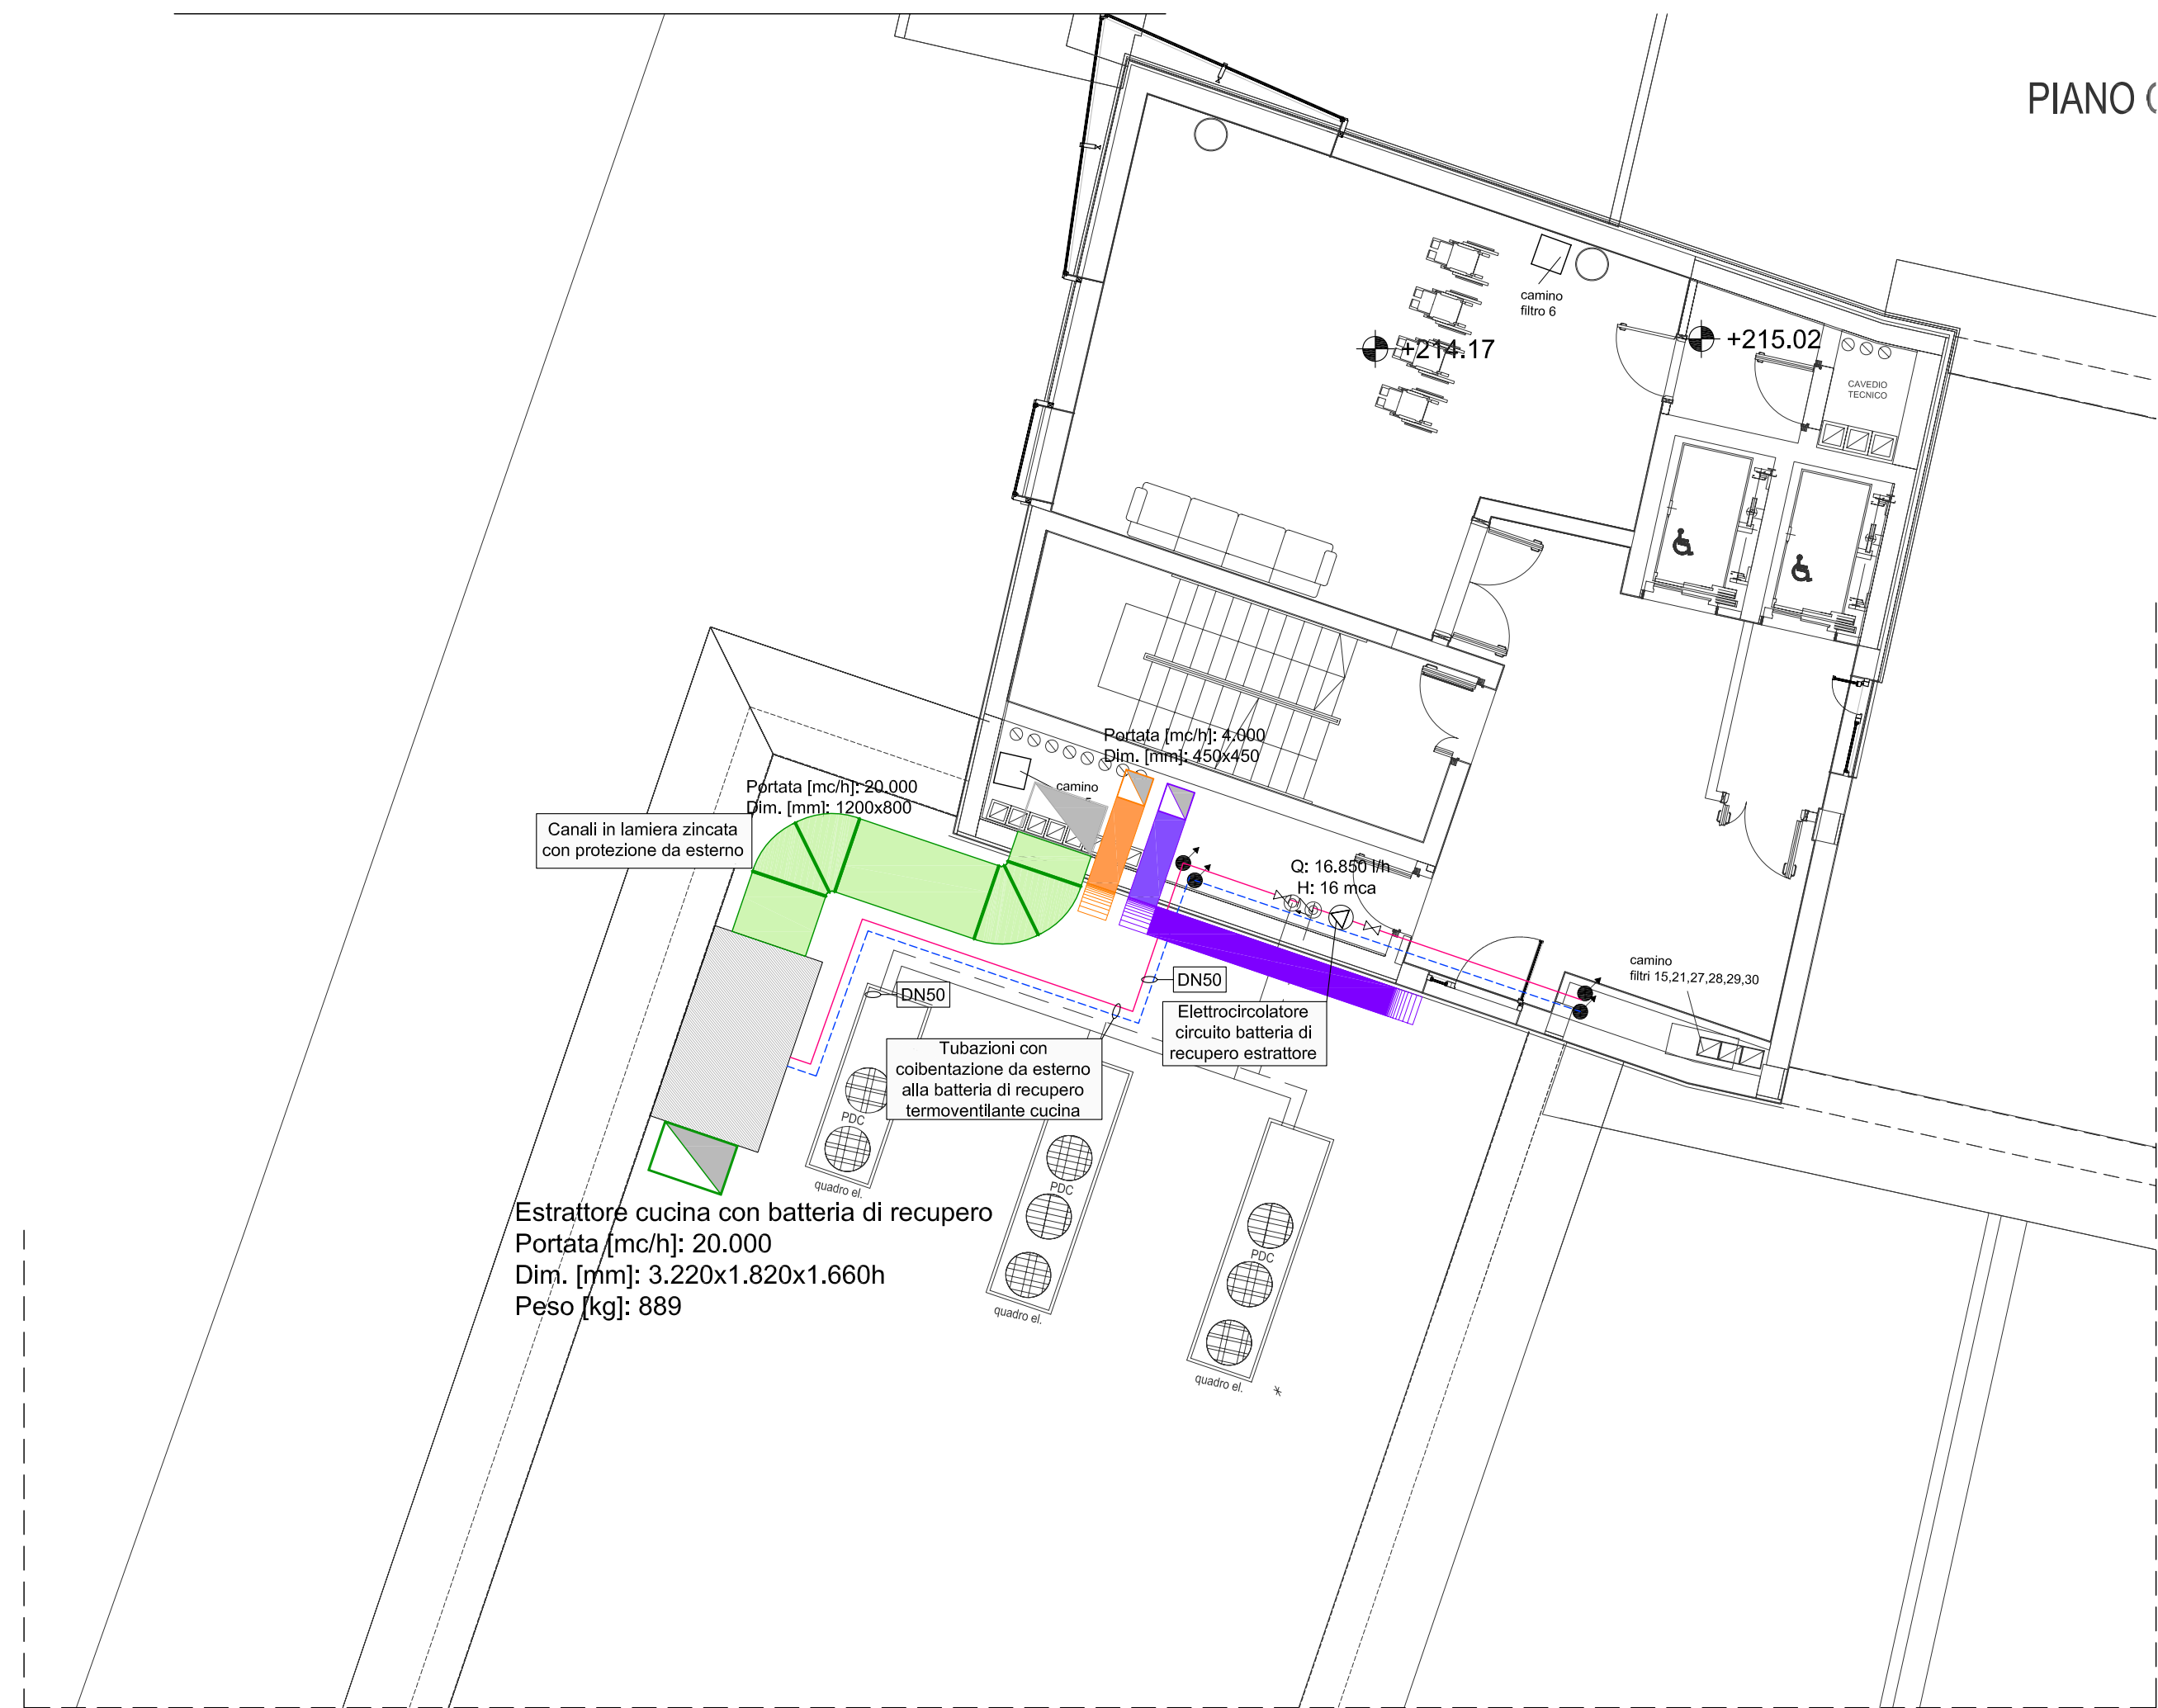 PIANO
camino
filtro 6
+214.17
+215.02
CAVEDIO
TECNICO
Portata [mc/h]: 4.000
Dim. [mm]: 450x450
Portata [mc/h]: 20.000
Dim. [mm]: 1200x800
camino
Canali in lamiera zincata
con protezione da esterno
Q: 16.850 l/h
H: 16 mca
camino
filtri 15,21,27,28,29,30
DN50
DN50
Elettrocircolatore
circuito batteria di
recupero estrattore
Tubazioni con
coibentazione da esterno
alla batteria di recupero
termoventilante cucina
PDC
quadro el.
PDC
quadro el.
PDC
quadro el.
Estrattore cucina con batteria di recupero
Portata [mc/h]: 20.000
Dim. [mm]: 3.220x1.820x1.660h
Peso [kg]: 889